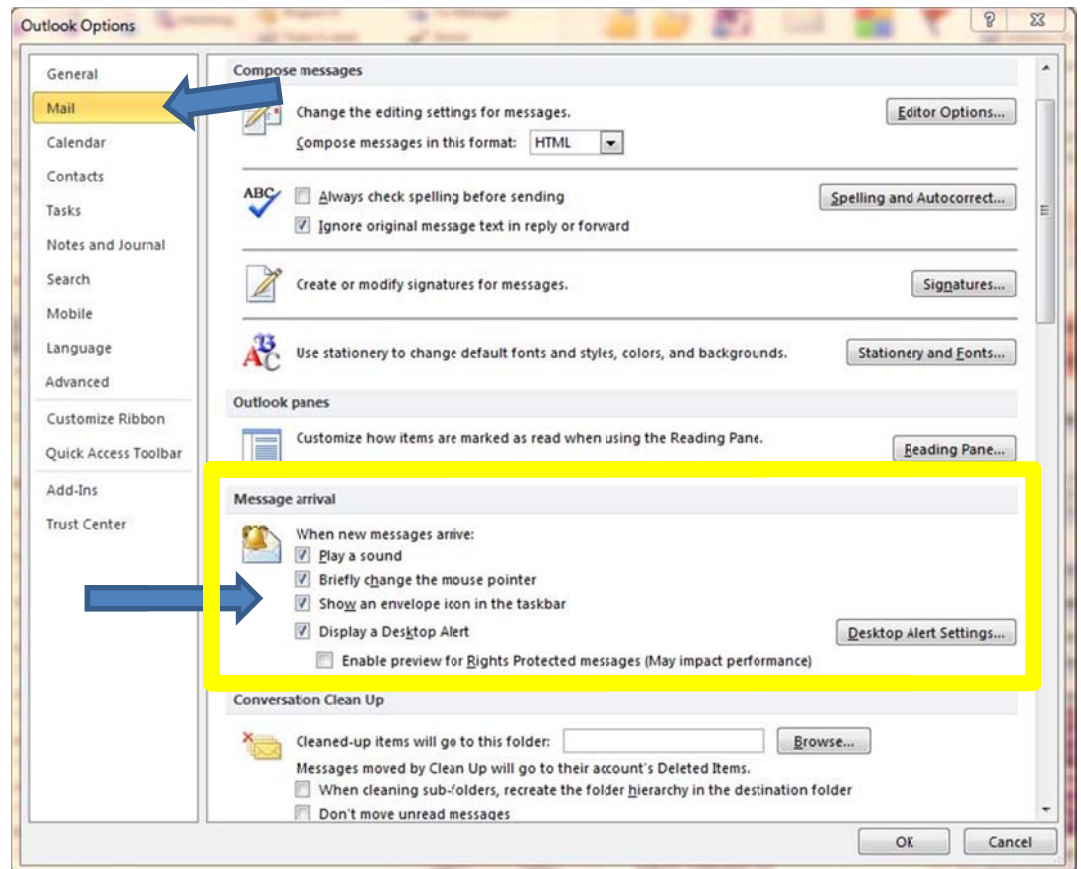 Outlook Options
General
Mail
Calendar
Contacts
Tasks
Notes and Journal
Search
Mobile
Language
Advanced
Customize Ribbon
Quick Access Toolbar
Add-Ins
Trust Center
Compose messages
Change the editing settings for messages.
Editor Options...
Compose messages in this format: HTML
ABC
Always check spelling before sending
Spelling and Autocorrect...
Ignore original message text in reply or forward
Create or modify signatures for messages.
Signatures...
Use stationery to change default fonts and styles, colors, and backgrounds.
Stationery and Fonts...
Outlook panes
Customize how items are marked as read when using the Reading Pane.
Reading Pane...
Message arrival
When new messages arrive:
Play a sound
Briefly change the mouse pointer
Show an envelope icon in the taskbar
Display a Desktop Alert
Desktop Alert Settings...
Enable preview for Rights Protected messages (May impact performance)
Conversation Clean Up
Cleaned-up items will go to this folder:
Browse...
Messages moved by Clean Up will go to their account's Deleted Items.
When cleaning sub-folders, recreate the folder hierarchy in the destination folder
Don't move unread messages
OK
Cancel